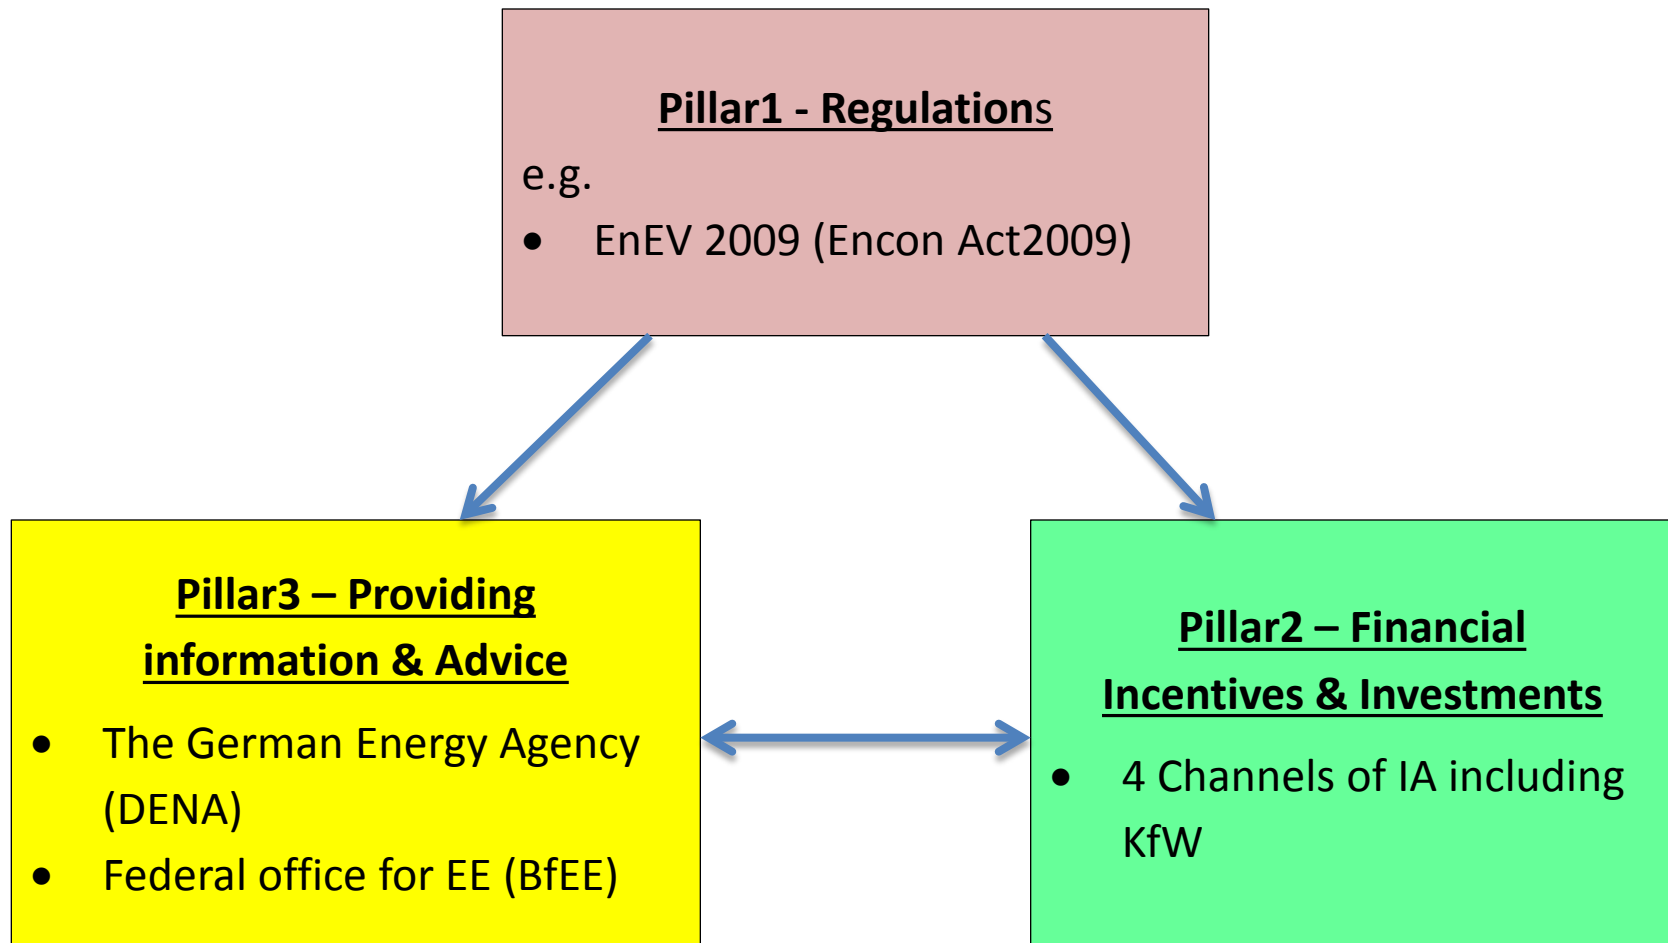 Pillar1 - Regulations
e.g.
• EnEV 2009 (Encon Act2009)
Pillar3 – Providing
information & Advice
• The German Energy Agency
(DENA)
• Federal office for EE (BfEE)
Pillar2 – Financial
Incentives & Investments
• 4 Channels of IA including
KfW